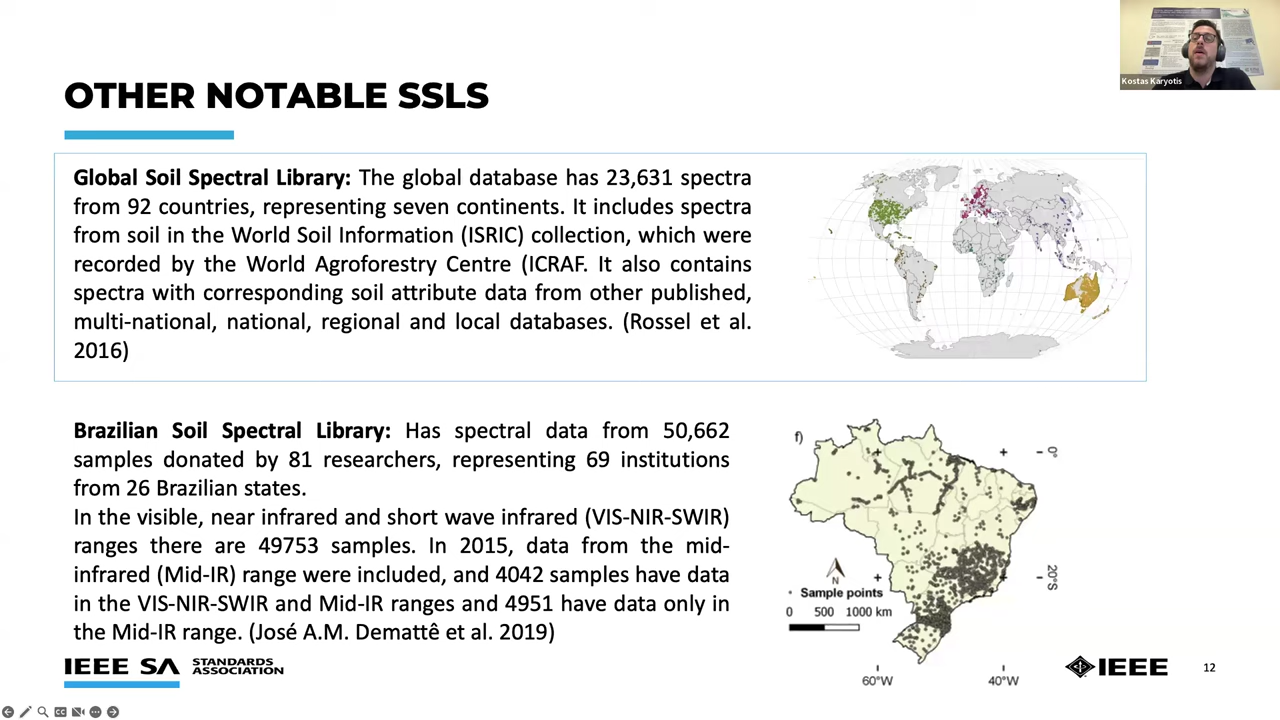 Kostas Karyotis
OTHER NOTABLE SSLS
Global Soil Spectral Library: The global database has 23,631 spectra
from 92 countries, representing seven continents. It includes spectra
from soil in the World Soil Information (ISRIC) collection, which were
recorded by the World Agroforestry Centre (ICRAF. It also contains
spectra with corresponding soil attribute data from other published,
multi-national, national, regional and local databases. (Rossel et al.
2016)
Brazilian Soil Spectral Library: Has spectral data from 50,662
samples donated by 81 researchers, representing 69 institutions
from 26 Brazilian states.
In the visible, near infrared and short wave infrared (VIS-NIR-SWIR)
ranges there are 49753 samples. In 2015, data from the mid-
infrared (Mid-IR) range were included, and 4042 samples have data
in the VIS-NIR-SWIR and Mid-IR ranges and 4951 have data only in
the Mid-IR range. (José A.M. Demattê et al. 2019)
f)
0°
20°S
N
Sample points
0 500 1000 km
60°W 40°W
IEEE SA STANDARDS
ASSOCIATION
IEEE
12
CC